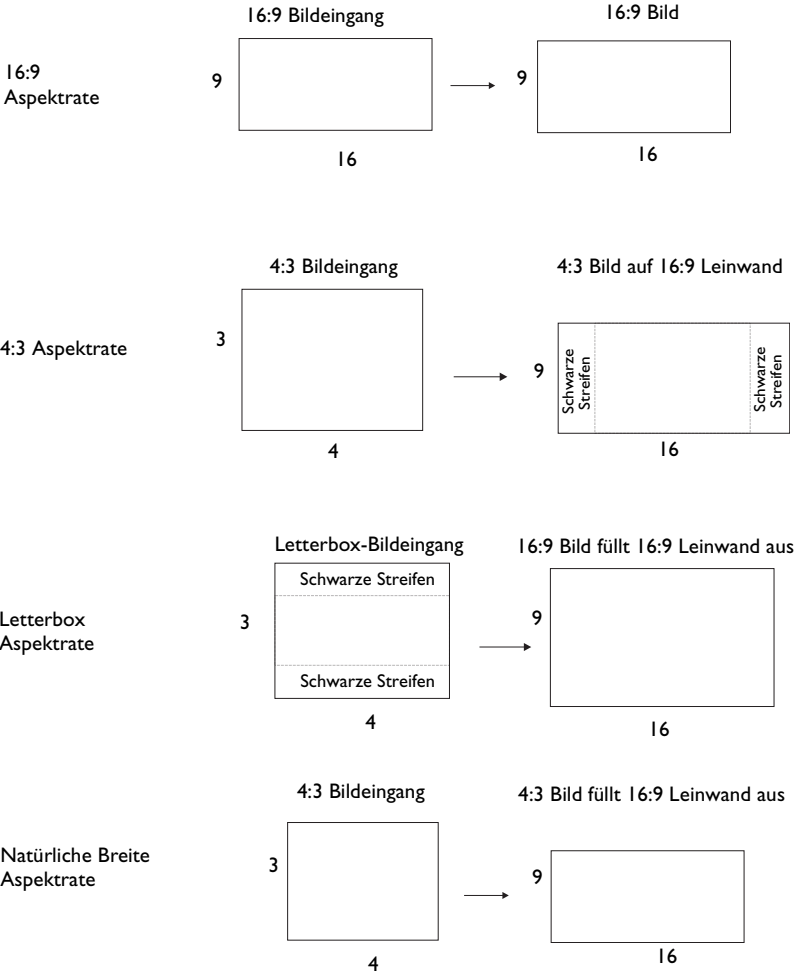 16:9 Bildeingang
16:9 Bild
16:9
Aspektrate
9
9
16
16
4:3 Bildeingang
4:3 Bild auf 16:9 Leinwand
4:3 Aspektrate
3
9
Schwarze
Streifen
Schwarze
Streifen
4
16
Letterbox-Bildeingang
16:9 Bild füllt 16:9 Leinwand aus
Schwarze Streifen
Letterbox
Aspektrate
3
9
Schwarze Streifen
4
16
4:3 Bildeingang
4:3 Bild füllt 16:9 Leinwand aus
Natürliche Breite
Aspektrate
3
9
4
16